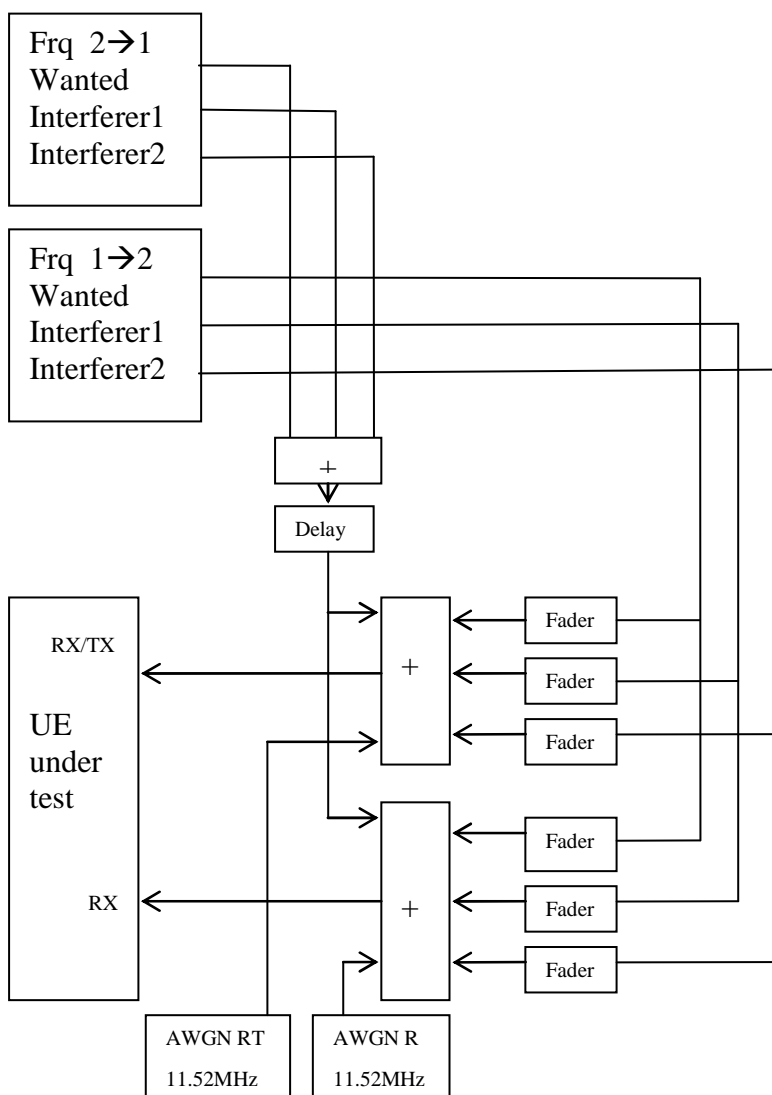 Frq 2→1
Wanted
Interferer1
Interferer2
Frq 1→2
Wanted
Interferer1
Interferer2
+
Delay
RX/TX
UE
under
test
RX
+
Fader
Fader
Fader
+
Fader
Fader
Fader
AWGN RT
11.52MHz
AWGN R
11.52MHz